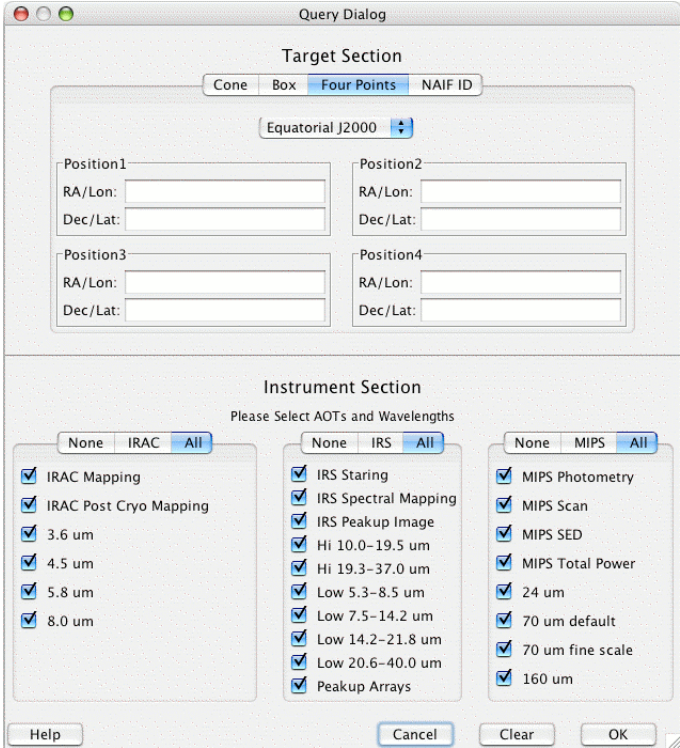 Query Dialog
Target Section
Cone Box Four Points NAIF ID
Equatorial J2000
Position1
RA/Lon:
Dec/Lat:
Position2
RA/Lon:
Dec/Lat:
Position3
RA/Lon:
Dec/Lat:
Position4
RA/Lon:
Dec/Lat:
Instrument Section
Please Select AOTs and Wavelengths
None IRAC All
IRAC Mapping
IRAC Post Cryo Mapping
3.6 um
4.5 um
5.8 um
8.0 um
None IRS All
IRS Staring
IRS Spectral Mapping
IRS Peakup Image
Hi 10.0-19.5 um
Hi 19.3-37.0 um
Low 5.3-8.5 um
Low 7.5-14.2 um
Low 14.2-21.8 um
Low 20.6-40.0 um
Peakup Arrays
None MIPS All
MIPS Photometry
MIPS Scan
MIPS SED
MIPS Total Power
24 um
70 um default
70 um fine scale
160 um
Help Cancel Clear OK